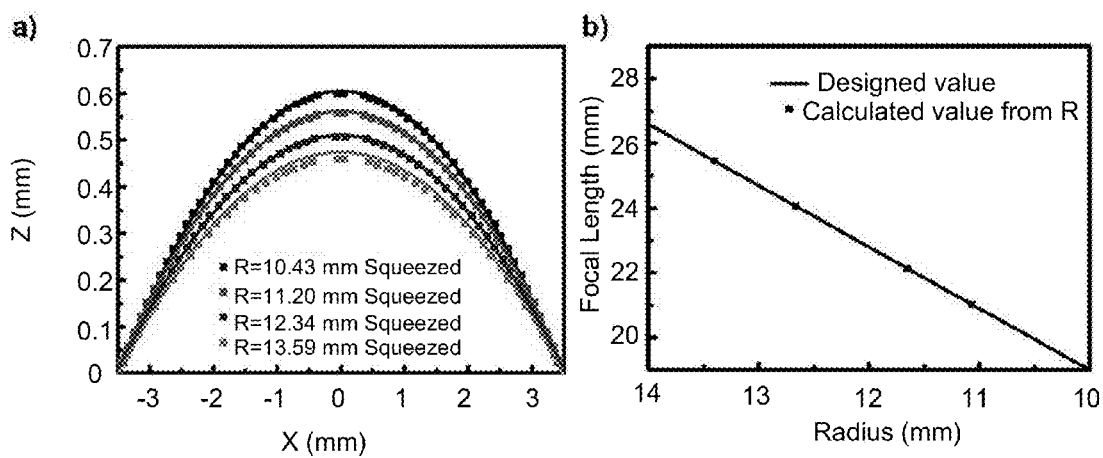 a)
0.7
0.6
0.5
0.4
0.3
0.2
0.1
0
Z (mm)
R=10.43 mm Squeezed
R=11.20 mm Squeezed
R=12.34 mm Squeezed
R=13.59 mm Squeezed
-3 -2 -1 0 1 2 3
X (mm)
b)
28
26
24
22
20
Focal Length (mm)
Designed value
Calculated value from R
14 13 12 11 10
Radius (mm)